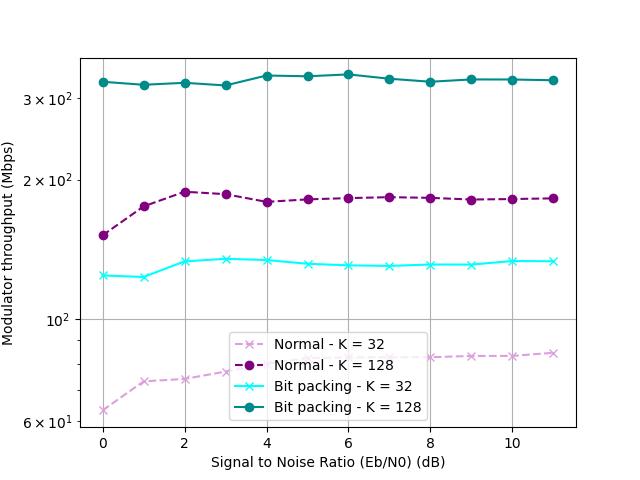 3 × 10²
2 × 10²
10²
6 × 10¹
Modulator throughput (Mbps)
Normal - K = 32
Normal - K = 128
Bit packing - K = 32
Bit packing - K = 128
0 2 4 6 8 10
Signal to Noise Ratio (Eb/N0) (dB)